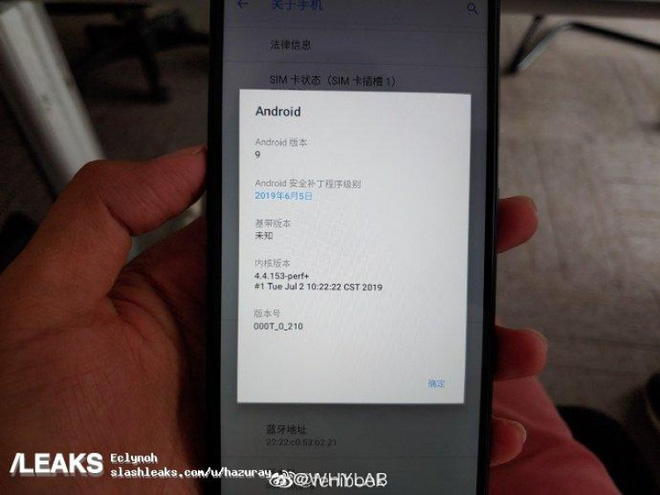 关于手机
法律信息
SIM 卡状态（SIM 卡插槽 1）
Android
Android 版本
9
Android 安全补丁程序级别
2019年6月5日
基带版本
未知
内核版本
4.4.153-perf+
#1 Tue Jul 2 10:22:22 CST 2019
版本号
000T_0_210
确定
蓝牙地址
22:22:c0:53:02:21
/LEAKS
Eclynoh
slashleaks.com/u/hazuray
@WHYLAB